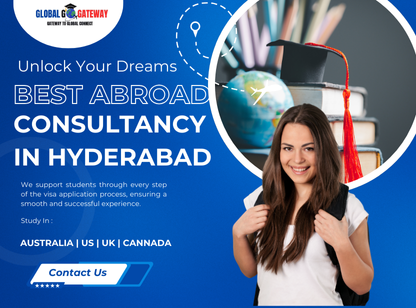 GLOBAL GO GATEWAY
GATEWAY TO GLOBAL CONNECT
Unlock Your Dreams
BEST ABROAD
CONSULTANCY
IN HYDERABAD
We support students through every step
of the visa application process, ensuring a
smooth and successful experience.
Study In :
AUSTRALIA | US | UK | CANNADA
Contact Us